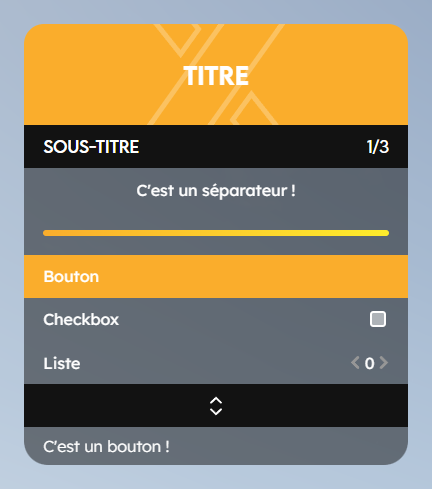 TITRE
SOUS-TITRE 1/3
C'est un séparateur !
Bouton
Checkbox
Liste 0
C'est un bouton !